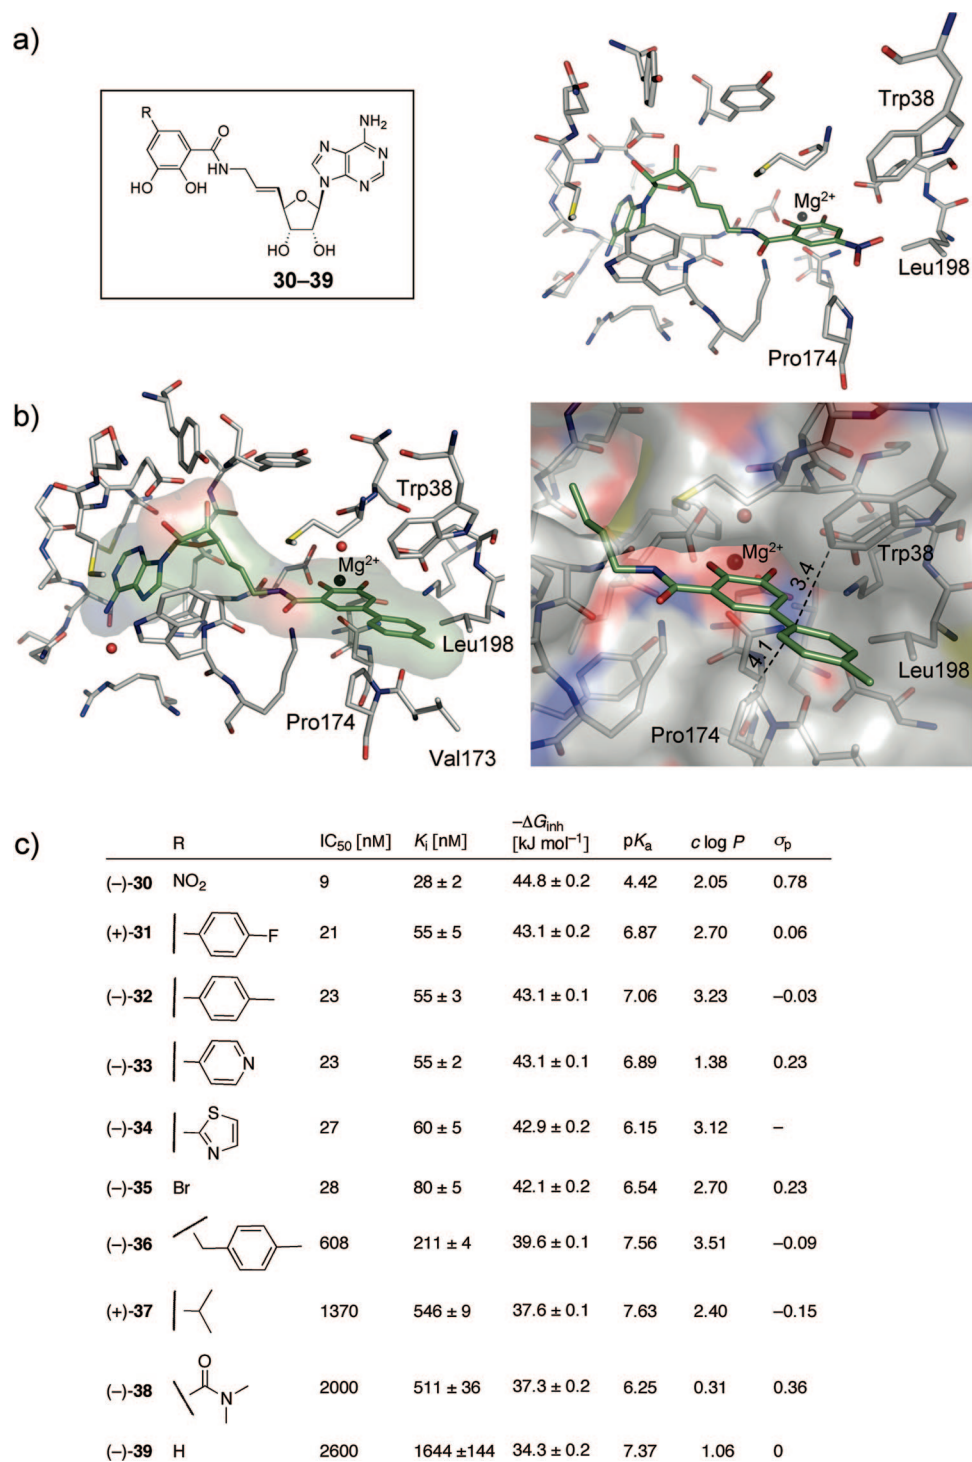 a)
R
O
NH₂
N
N
HN
N
N
HO
OH
O
HO
OH
30–39
Trp38
Mg²⁺
Leu198
Pro174
b)
Trp38
Mg²⁺
Leu198
Pro174
Val173
Mg²⁺
Trp38
3.4
4.1
Leu198
Pro174
c)
R IC₅₀ [nM] Kᵢ [nM] −ΔGinh [kJ mol⁻¹] pKₐ c log P σₚ
(–)-30 NO₂ 9 28 ± 2 44.8 ± 0.2 4.42 2.05 0.78
(+)-31 F 21 55 ± 5 43.1 ± 0.2 6.87 2.70 0.06
(–)-32 23 55 ± 3 43.1 ± 0.1 7.06 3.23 –0.03
(–)-33 N 23 55 ± 2 43.1 ± 0.1 6.89 1.38 0.23
(–)-34 S N 27 60 ± 5 42.9 ± 0.2 6.15 3.12 –
(–)-35 Br 28 80 ± 5 42.1 ± 0.2 6.54 2.70 0.23
(–)-36 608 211 ± 4 39.6 ± 0.1 7.56 3.51 –0.09
(+)-37 1370 546 ± 9 37.6 ± 0.1 7.63 2.40 –0.15
(–)-38 O N 2000 511 ± 36 37.3 ± 0.2 6.25 0.31 0.36
(–)-39 H 2600 1644 ±144 34.3 ± 0.2 7.37 1.06 0